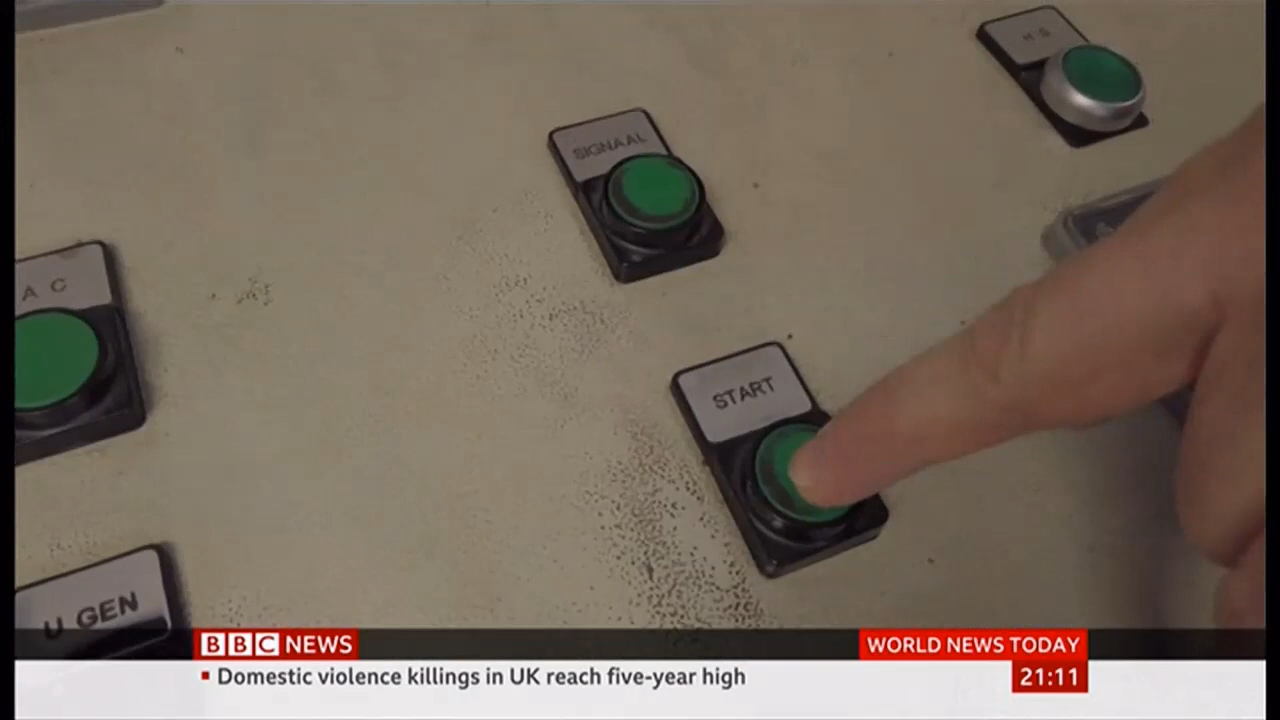 H S
SIGNAAL
A C
START
U GEN
BBC NEWS
WORLD NEWS TODAY
Domestic violence killings in UK reach five-year high
21:11